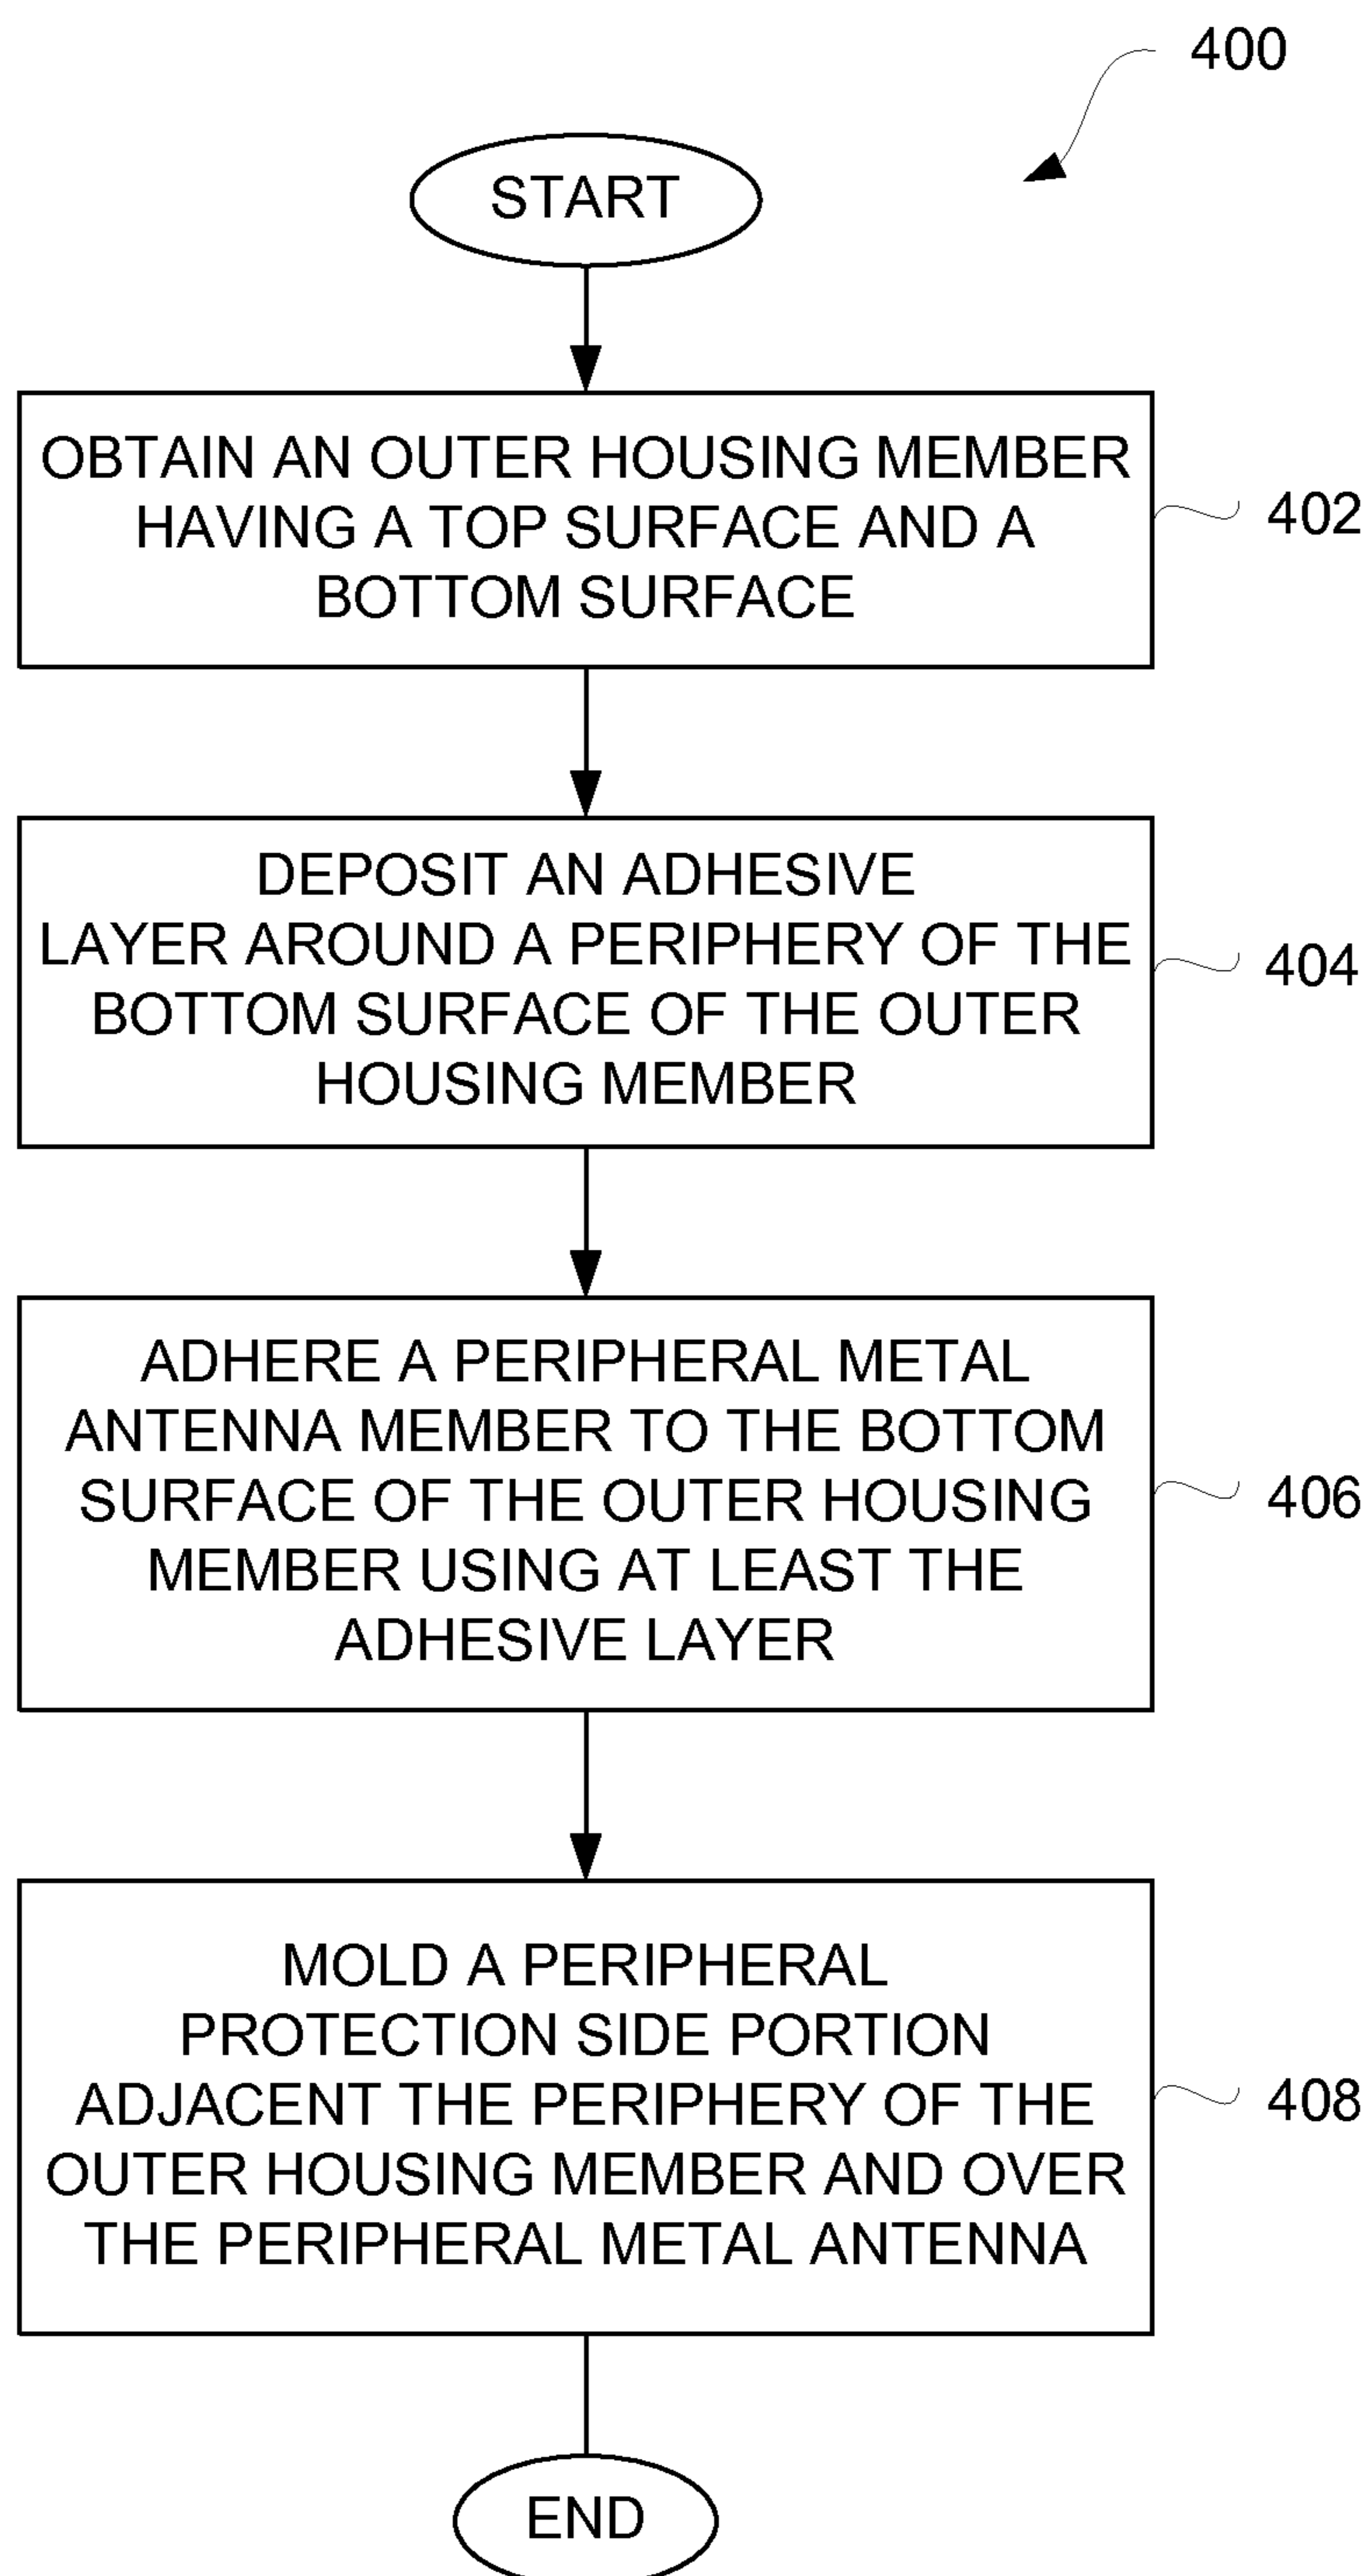 400
START
OBTAIN AN OUTER HOUSING MEMBER
HAVING A TOP SURFACE AND A
BOTTOM SURFACE
402
DEPOSIT AN ADHESIVE
LAYER AROUND A PERIPHERY OF THE
BOTTOM SURFACE OF THE OUTER
HOUSING MEMBER
404
ADHERE A PERIPHERAL METAL
ANTENNA MEMBER TO THE BOTTOM
SURFACE OF THE OUTER HOUSING
MEMBER USING AT LEAST THE
ADHESIVE LAYER
406
MOLD A PERIPHERAL
PROTECTION SIDE PORTION
ADJACENT THE PERIPHERY OF THE
OUTER HOUSING MEMBER AND OVER
THE PERIPHERAL METAL ANTENNA
408
END